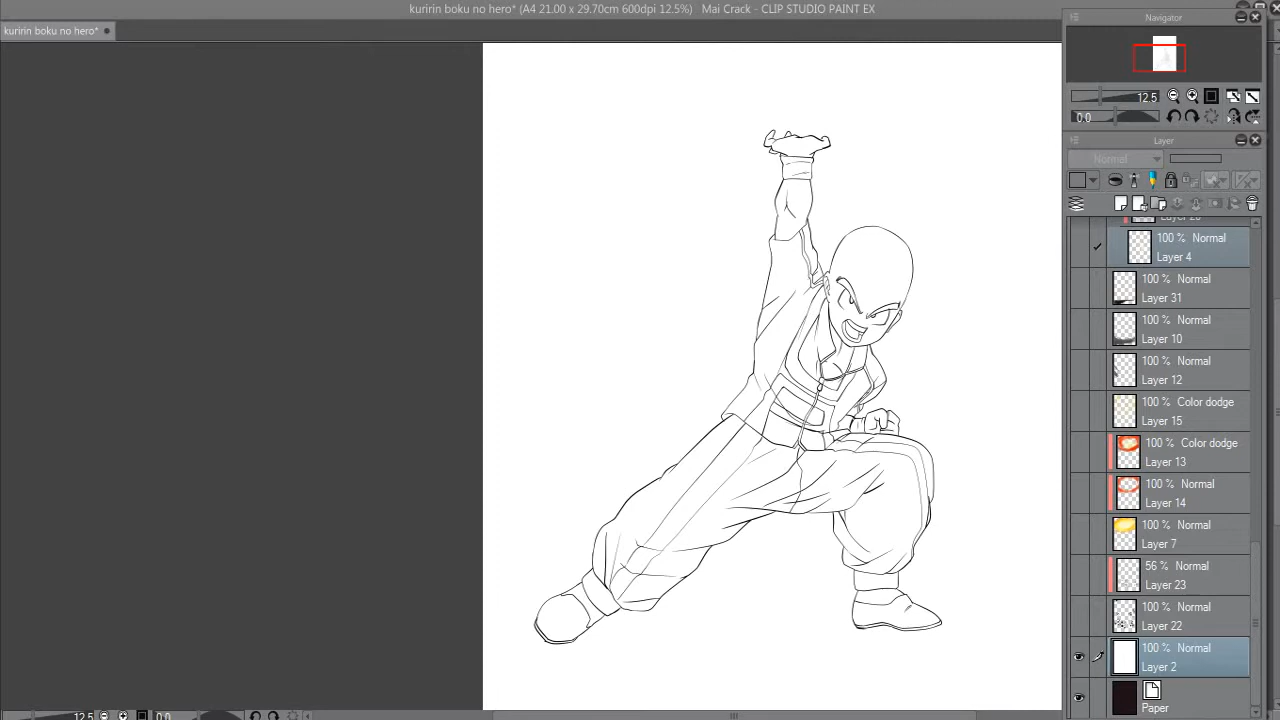 kuririn boku no hero* (A4 21.00 x 29.70cm 600dpi 12.5%)   Mai Crack - CLIP STUDIO PAINT EX
kuririn boku no hero*
Navigator
12.5
0.0
Layer
Normal
100 % Normal
Layer 4
100 % Normal
Layer 31
100 % Normal
Layer 10
100 % Normal
Layer 12
100 % Color dodge
Layer 15
100 % Color dodge
Layer 13
100 % Normal
Layer 14
100 % Normal
Layer 7
56 % Normal
Layer 23
100 % Normal
Layer 22
100 % Normal
Layer 2
Paper
12.5 0.0